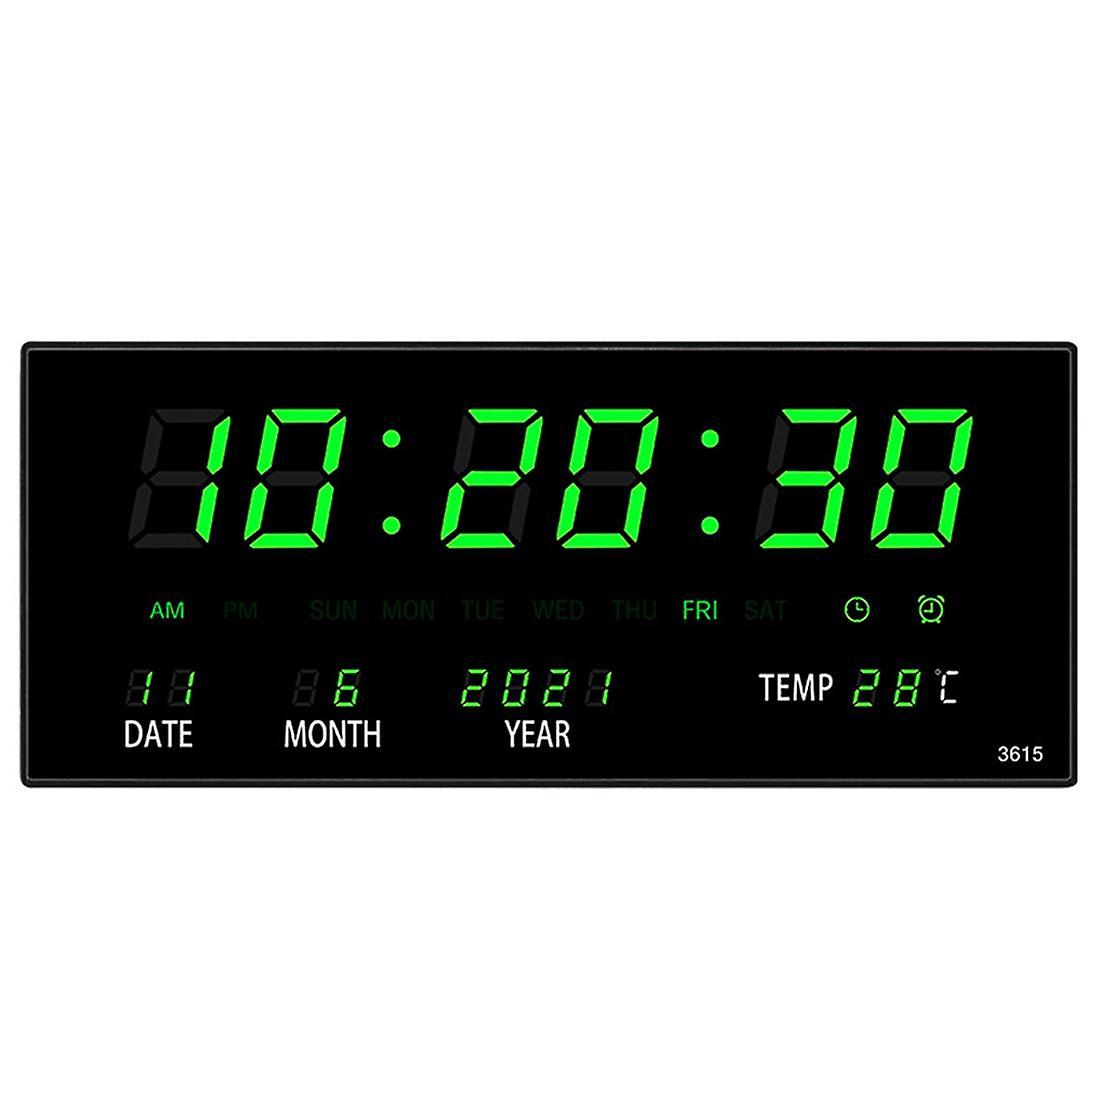 10:20:30
AM PM SUN MON TUE WED THU FRI SAT
11 6 2021 TEMP 28 °C
DATE MONTH YEAR
3615